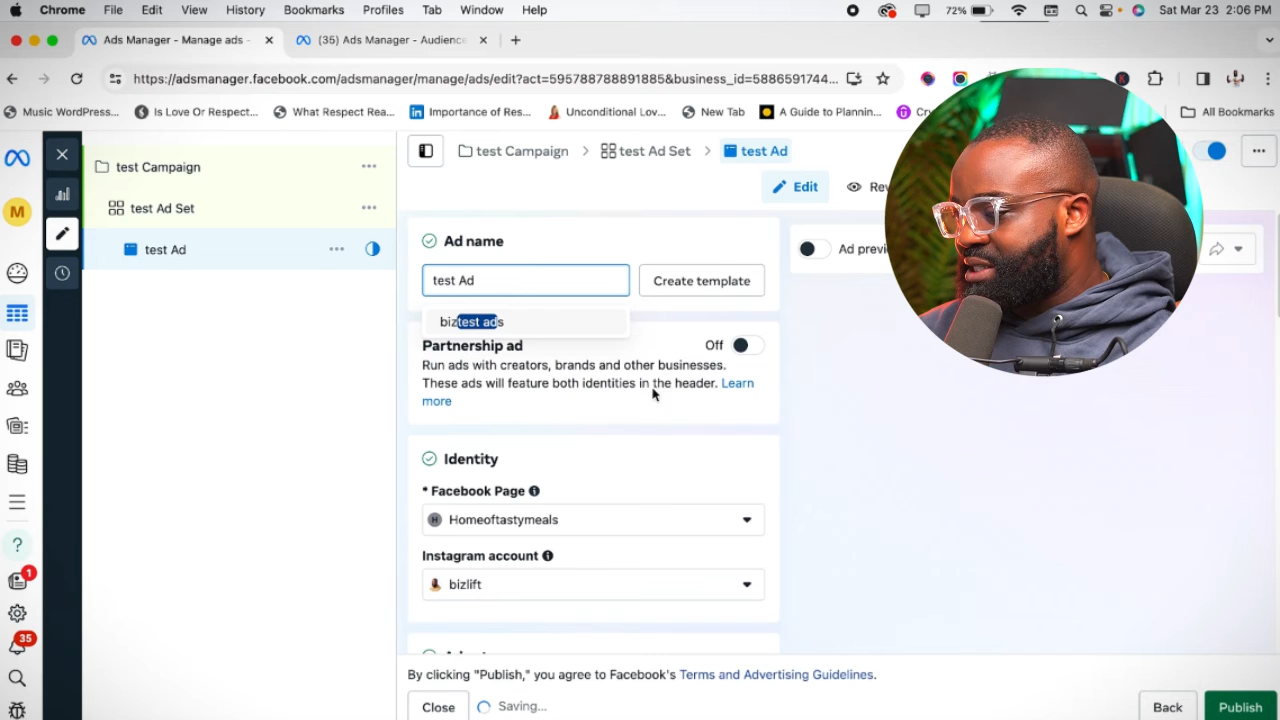 Chrome File Edit View History Bookmarks Profiles Tab Window Help 72% Sat Mar 23 2:06 PM
Ads Manager - Manage ads - (35) Ads Manager - Audience
https://adsmanager.facebook.com/adsmanager/manage/ads/edit?act=595788788891885&business_id=5886591744...
Music WordPress... Is Love Or Respect... What Respect Rea... Importance of Res... Unconditional Lov... New Tab A Guide to Plannin... All Bookmarks
test Campaign > test Ad Set > test Ad
test Campaign
Edit
M
test Ad Set
Ad name
test Ad
Ad previ
test Ad
Create template
biztest ads
Partnership ad Off
Run ads with creators, brands and other businesses.
These ads will feature both identities in the header. Learn
more
Identity
* Facebook Page
Homeoftastymeals
Instagram account
bizlift
1
35
By clicking "Publish," you agree to Facebook's Terms and Advertising Guidelines.
Close Saving... Back Publish